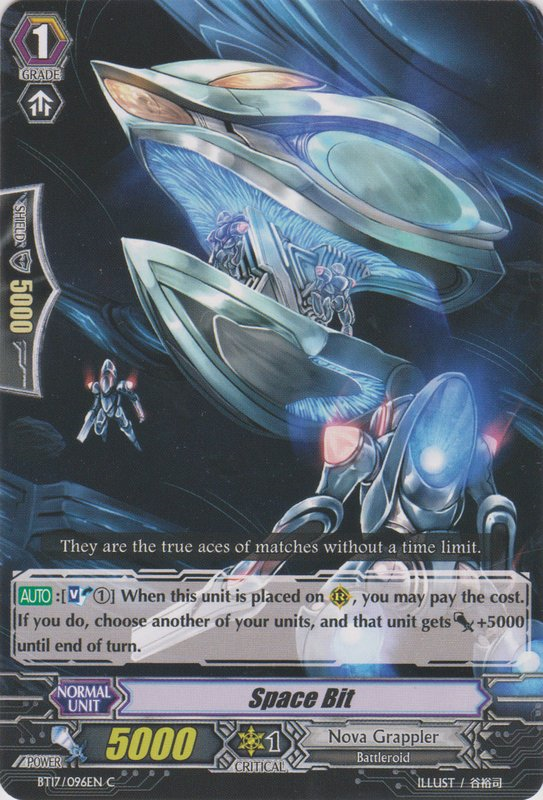 1
GRADE
SHIELD
5000
They are the true aces of matches without a time limit.
AUTO :[V ①] When this unit is placed on R, you may pay the cost.
If you do, choose another of your units, and that unit gets +5000
until end of turn.
NORMAL
UNIT
Space Bit
POWER
5000
1
CRITICAL
Nova Grappler
Battleroid
BT17/096EN C
ILLUST / 谷裕司